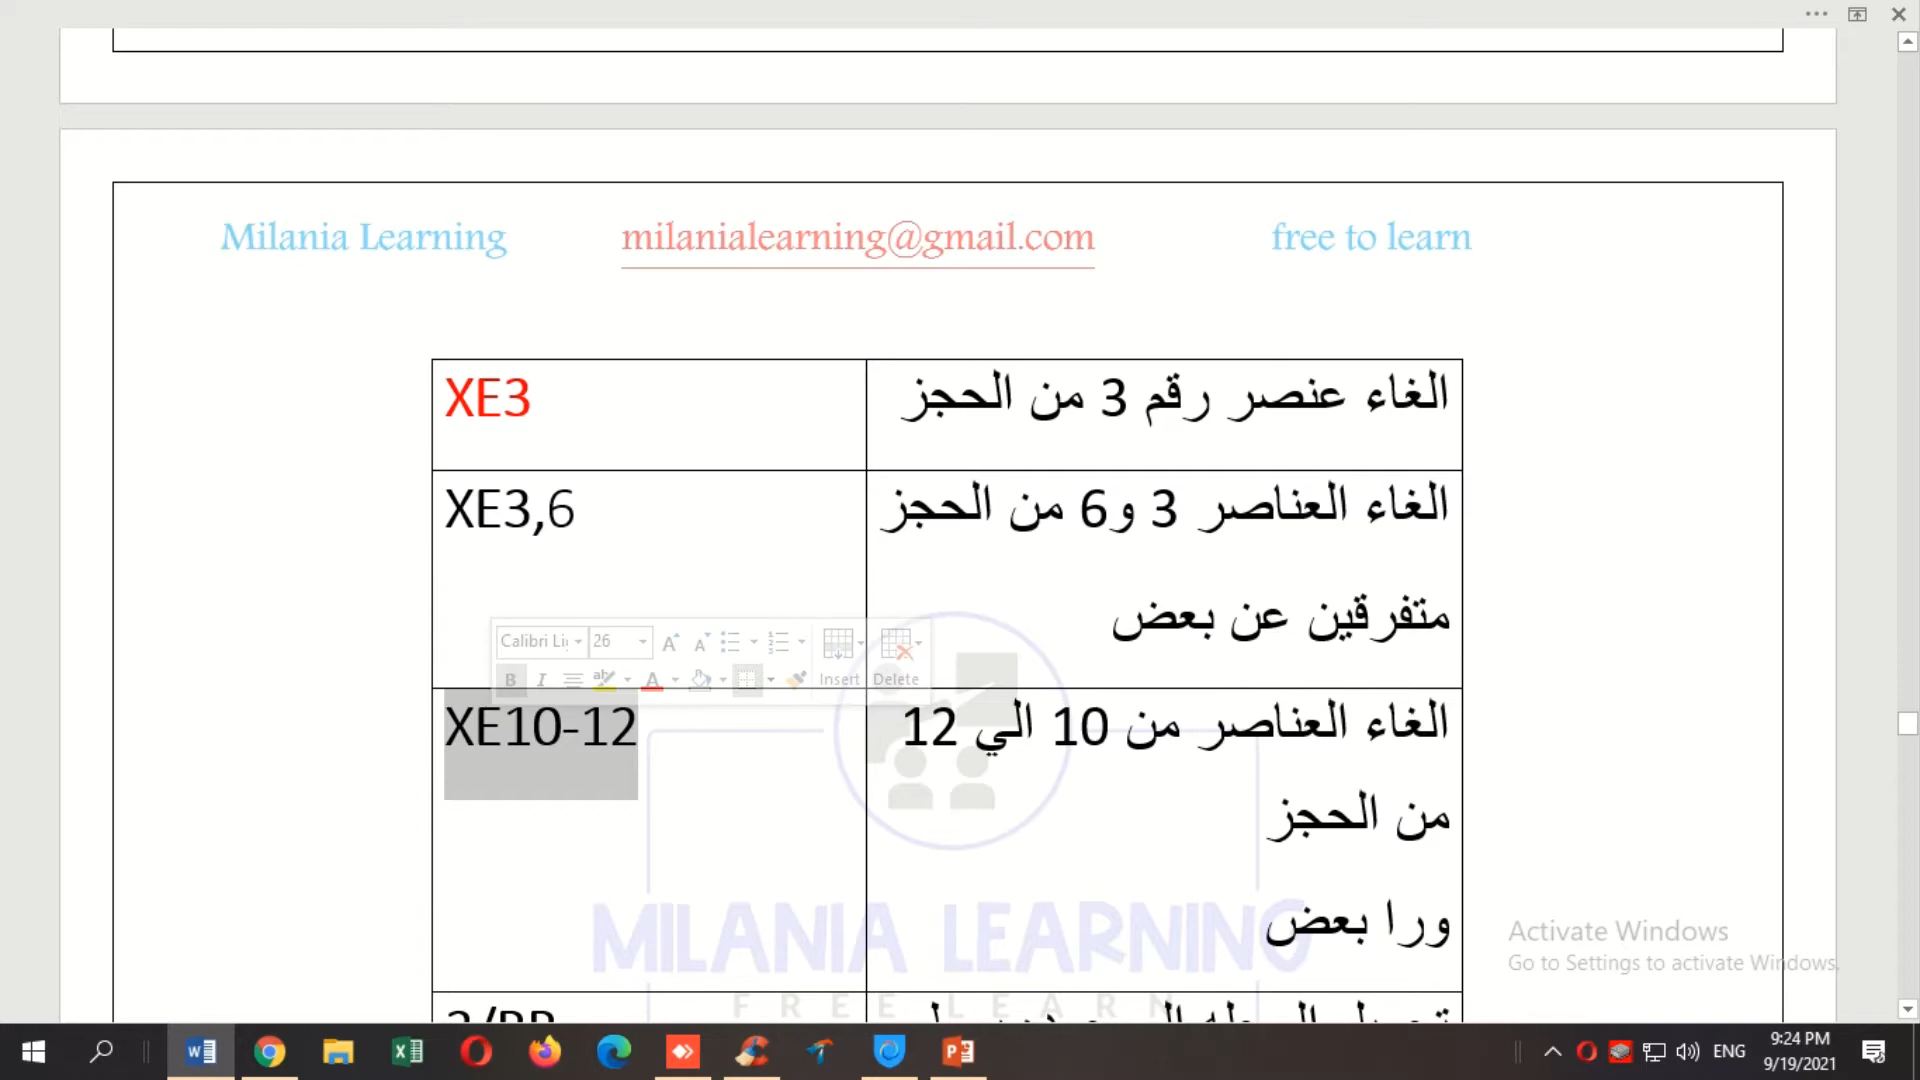 Milania Learning milanialearning@gmail.com free to learn
XE3 الغاء عنصر رقم 3 من الحجز
XE3,6 الغاء العناصر 3 و6 من الحجز
متفرقين عن بعض
Calibri Li 26
Insert Delete
XE10-12 الغاء العناصر من 10 الي 12
من الحجز
ورا بعض
MILANIA LEARNING
FREE LEARN
Activate Windows
Go to Settings to activate Windows.
ENG
9:24 PM
9/19/2021